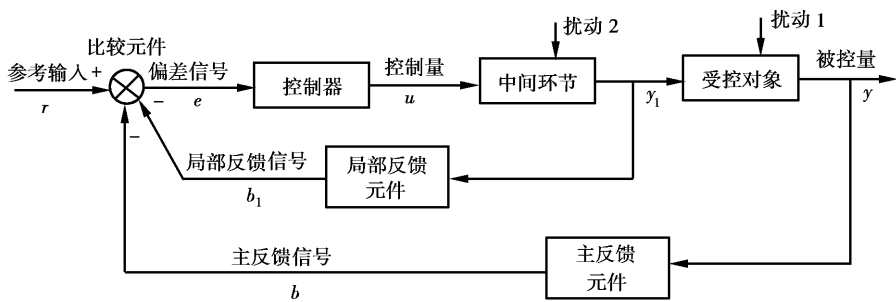 扰动 2
扰动 1
比较元件
参考输入 +
r
偏差信号
−
e
控制器
控制量
u
中间环节
y₁
受控对象
被控量
y
−
局部反馈信号
b₁
局部反馈
元件
主反馈信号
b
主反馈
元件